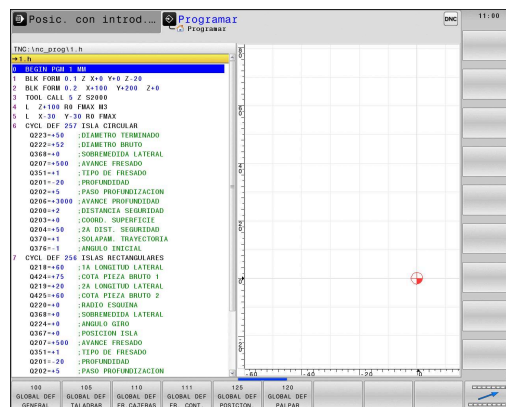 Posic. con introd....
Programar
Programar
DNC
11:00
TNC:\nc_prog\1.h
→1.h
0 BEGIN PGM 1 MM
1 BLK FORM 0.1 Z X+0 Y+0 Z-20
2 BLK FORM 0.2 X+100 Y+200 Z+0
3 TOOL CALL 5 Z S2000
4 L Z+100 R0 FMAX M3
5 L X-30 Y-30 R0 FMAX
6 CYCL DEF 257 ISLA CIRCULAR
Q223=+50 ;DIAMETRO TERMINADO
Q222=+52 ;DIAMETRO BRUTO
Q368=+0 ;SOBREMEDIDA LATERAL
Q207=+500 ;AVANCE FRESADO
Q351=+1 ;TIPO DE FRESADO
Q201=-20 ;PROFUNDIDAD
Q202=+5 ;PASO PROFUNDIZACION
Q206=+3000 ;AVANCE PROFUNDIDAD
Q200=+2 ;DISTANCIA SEGURIDAD
Q203=+0 ;COORD. SUPERFICIE
Q204=+50 ;2A DIST. SEGURIDAD
Q370=+1 ;SOLAPAM. TRAYECTORIA
Q376=-1 ;ANGULO INICIAL
7 CYCL DEF 256 ISLAS RECTANGULARES
Q218=+60 ;1A LONGITUD LATERAL
Q424=+75 ;COTA PIEZA BRUTO 1
Q219=+20 ;2A LONGITUD LATERAL
Q425=+60 ;COTA PIEZA BRUTO 2
Q220=+0 ;RADIO ESQUINA
Q368=+0 ;SOBREMEDIDA LATERAL
Q224=+0 ;ANGULO GIRO
Q367=+0 ;POSICION ISLA
Q207=+500 ;AVANCE FRESADO
Q351=+1 ;TIPO DE FRESADO
Q201=-20 ;PROFUNDIDAD
Q202=+5 ;PASO PROFUNDIZACION
-60 -40 -20 0
100 GLOBAL DEF GENERAL
105 GLOBAL DEF TALADRAR
110 GLOBAL DEF FR.CAJERAS
111 GLOBAL DEF FR. CONT.
125 GLOBAL DEF POSICION.
120 GLOBAL DEF PALPAR